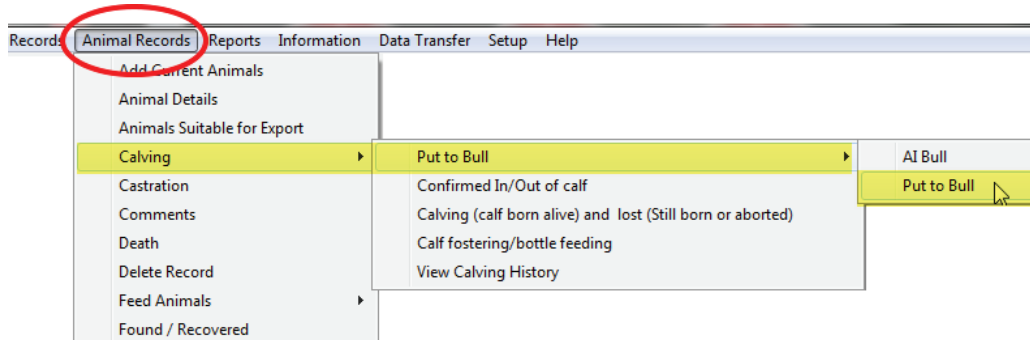 Records Animal Records Reports Information Data Transfer Setup Help
Add Current Animals
Animal Details
Animals Suitable for Export
Calving
Castration
Comments
Death
Delete Record
Feed Animals
Found / Recovered
Put to Bull
Confirmed In/Out of calf
Calving (calf born alive) and lost (Still born or aborted)
Calf fostering/bottle feeding
View Calving History
AI Bull
Put to Bull